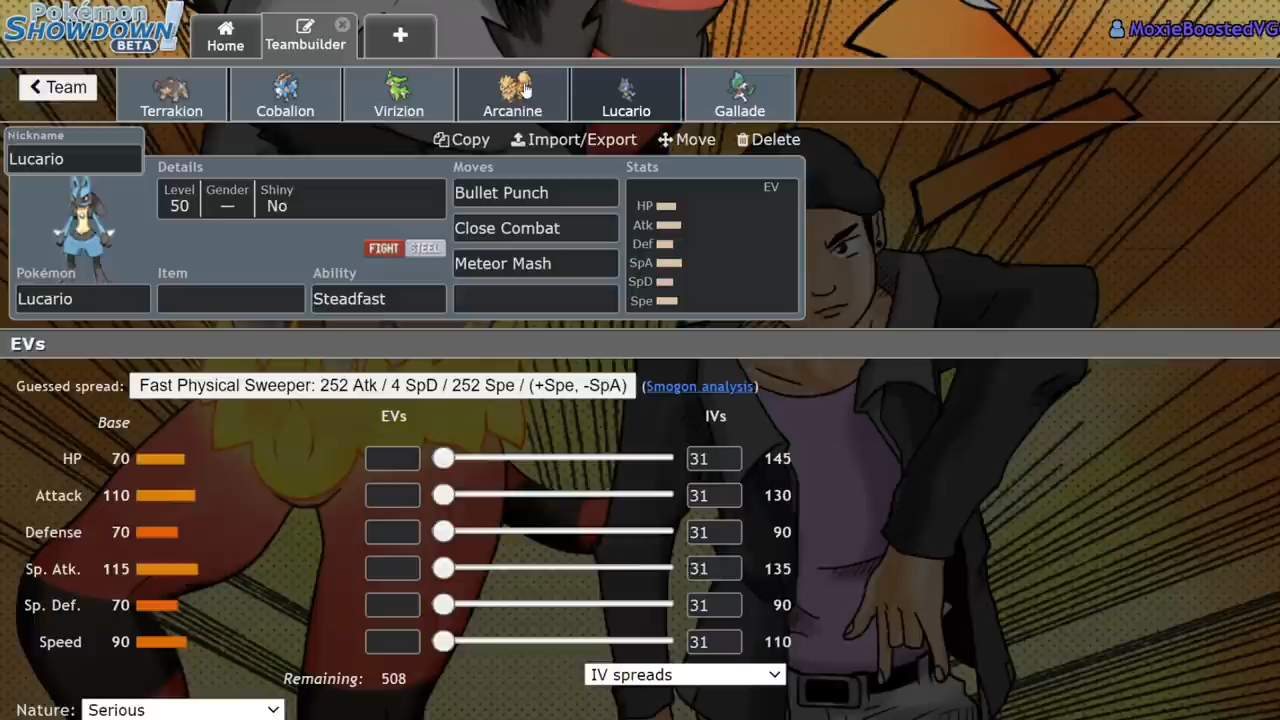 Pokémon
SHOWDOWN!
BETA
Home
Teambuilder
+
MoxieBoostedVG
Team
Terrakion
Cobalion
Virizion
Arcanine
Lucario
Gallade
Nickname
Lucario
Copy
Import/Export
Move
Delete
Details
Moves
Stats
Level
Gender
Shiny
50
—
No
Bullet Punch
Close Combat
Meteor Mash
EV
HP
Atk
Def
SpA
SpD
Spe
FIGHT
STEEL
Pokémon
Item
Ability
Lucario
Steadfast
EVs
Guessed spread:
Fast Physical Sweeper: 252 Atk / 4 SpD / 252 Spe / (+Spe, -SpA)
(Smogon analysis)
Base
EVs
IVs
HP 70 31 145
Attack 110 31 130
Defense 70 31 90
Sp. Atk. 115 31 135
Sp. Def. 70 31 90
Speed 90 31 110
Remaining: 508
IV spreads
Nature: Serious